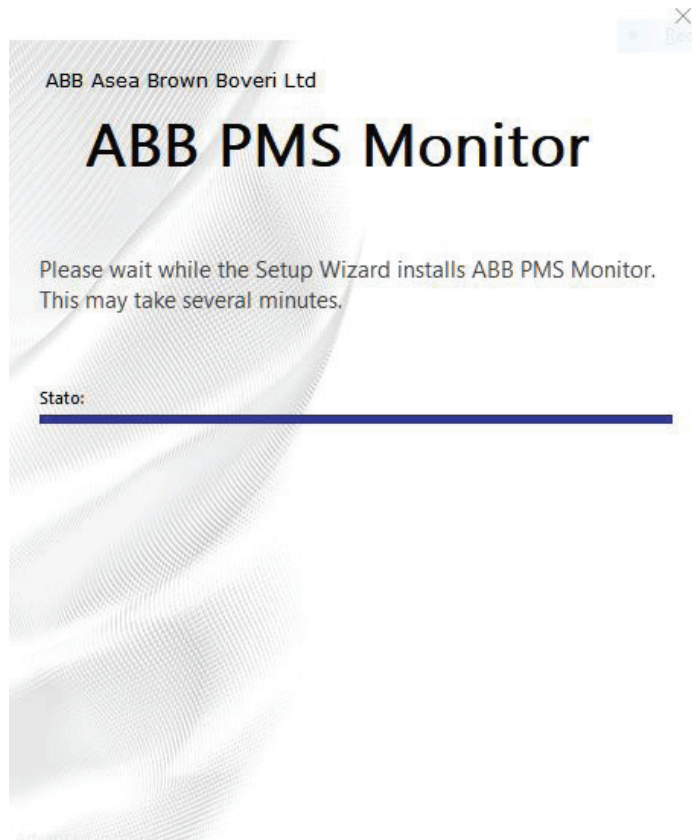 ABB Asea Brown Boveri Ltd
ABB PMS Monitor
Please wait while the Setup Wizard installs ABB PMS Monitor.
This may take several minutes.
Stato: